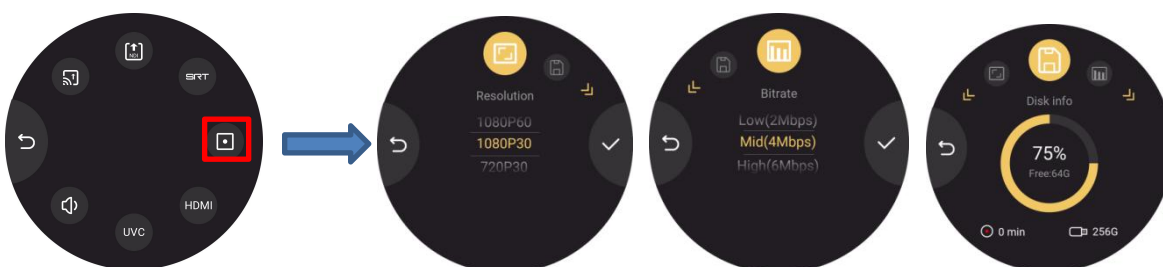 NDI
SRT
HDMI
UVC
Resolution
1080P60
1080P30
720P30
Bitrate
Low(2Mbps)
Mid(4Mbps)
High(6Mbps)
Disk info
75%
Free:64G
0 min
256G